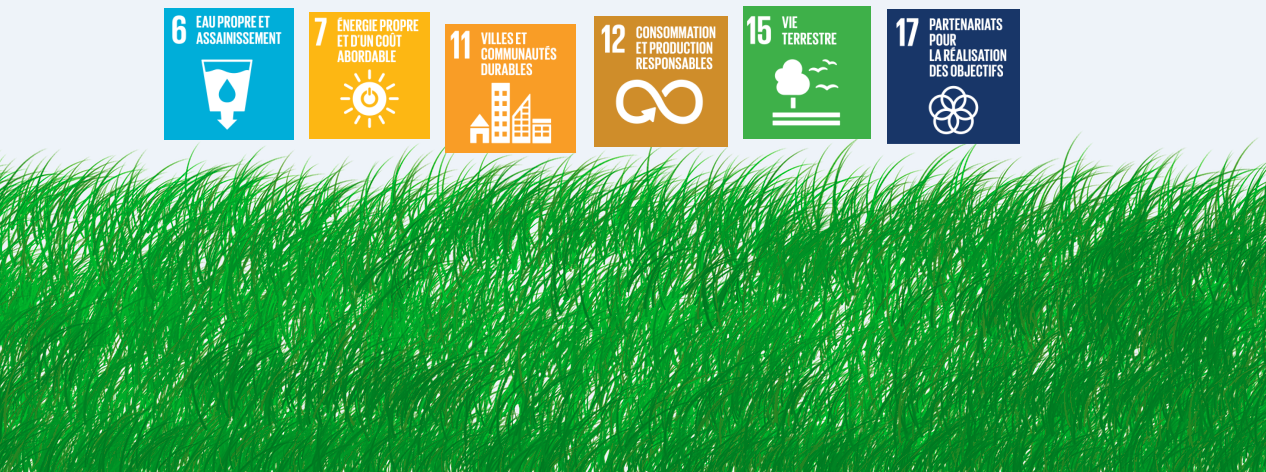 6
EAU PROPRE ET
ASSAINISSEMENT
7
ÉNERGIE PROPRE
ET D'UN COÛT
ABORDABLE
11
VILLES ET
COMMUNAUTÉS
DURABLES
12
CONSOMMATION
ET PRODUCTION
RESPONSABLES
15
VIE
TERRESTRE
17
PARTENARIATS
POUR
LA RÉALISATION
DES OBJECTIFS